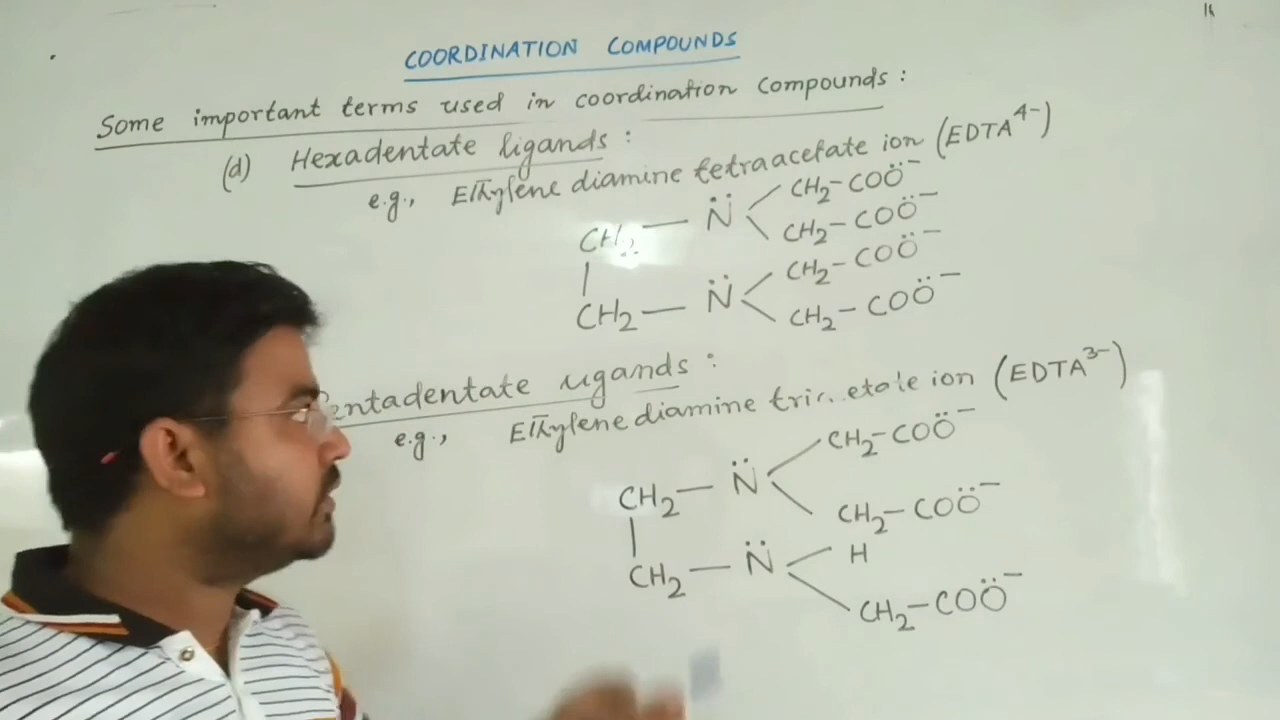 16
COORDINATION COMPOUNDS
Some important terms used in coordination compounds :
(d) Hexadentate ligands :
e.g., Ethylene diamine tetraacetate ion (EDTA⁴⁻)
CH₂ — N̈ CH₂ – COÖ⁻
CH₂ – COÖ⁻
CH₂ — N̈ CH₂ – COÖ⁻
CH₂ – COÖ⁻
entadentate ligands :
e.g., Ethylene diamine ion (EDTA³⁻)
CH₂ — N̈ CH₂ – COÖ⁻
CH₂ – COÖ⁻
CH₂ — N̈ H
CH₂ – COÖ⁻